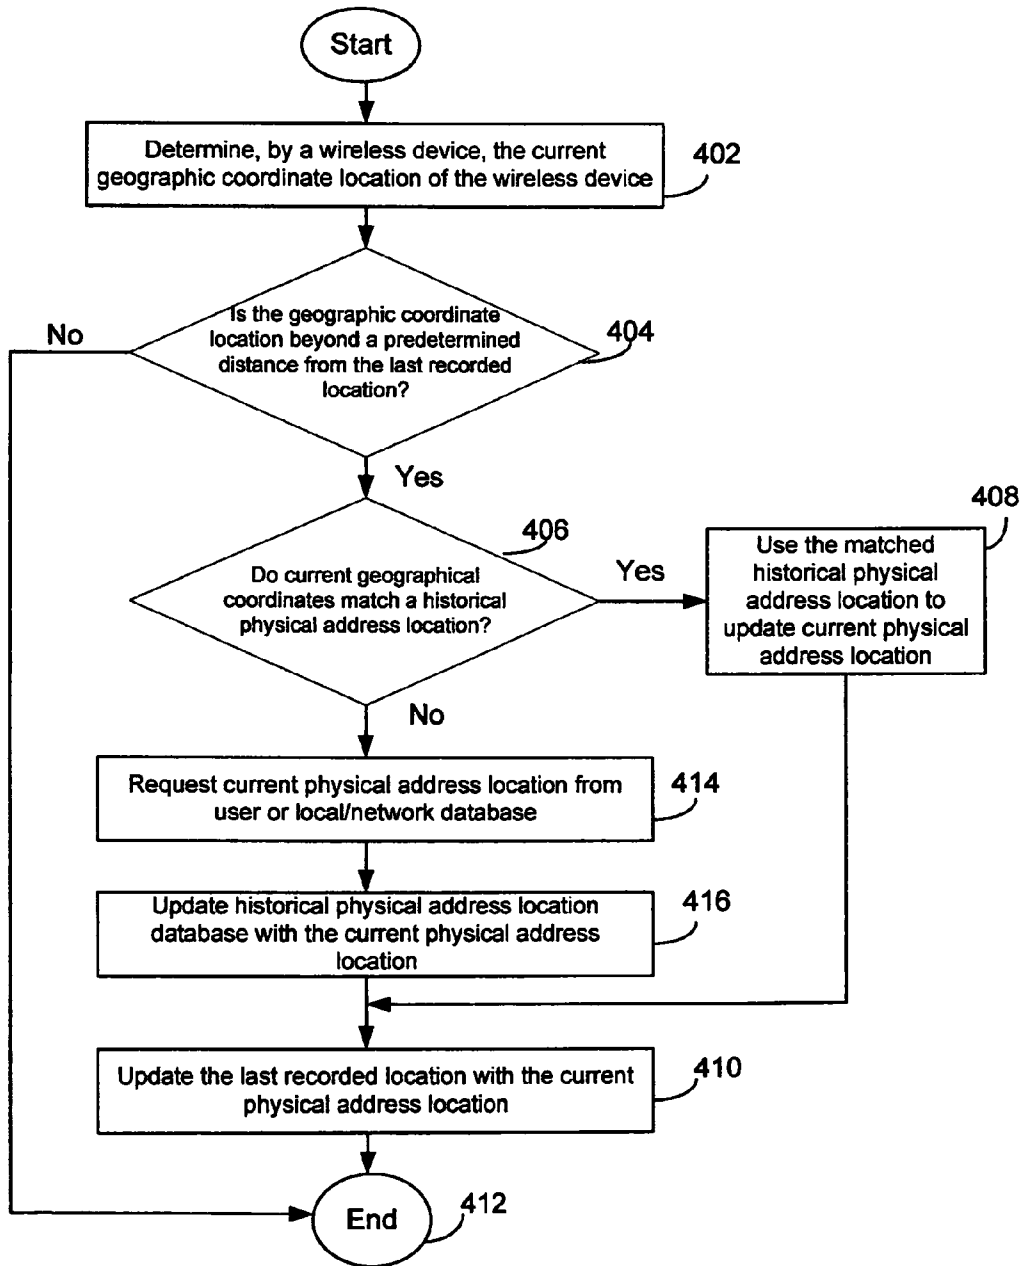 Start
Determine, by a wireless device, the current
geographic coordinate location of the wireless device
402
Is the geographic coordinate
location beyond a predetermined
distance from the last recorded
location?
404
No
Yes
406
Do current geographical
coordinates match a historical
physical address location?
Yes
408
Use the matched
historical physical
address location to
update current physical
address location
No
Request current physical address location from
user or local/network database
414
Update historical physical address location
database with the current physical address
location
416
Update the last recorded location with the current
physical address location
410
End
412